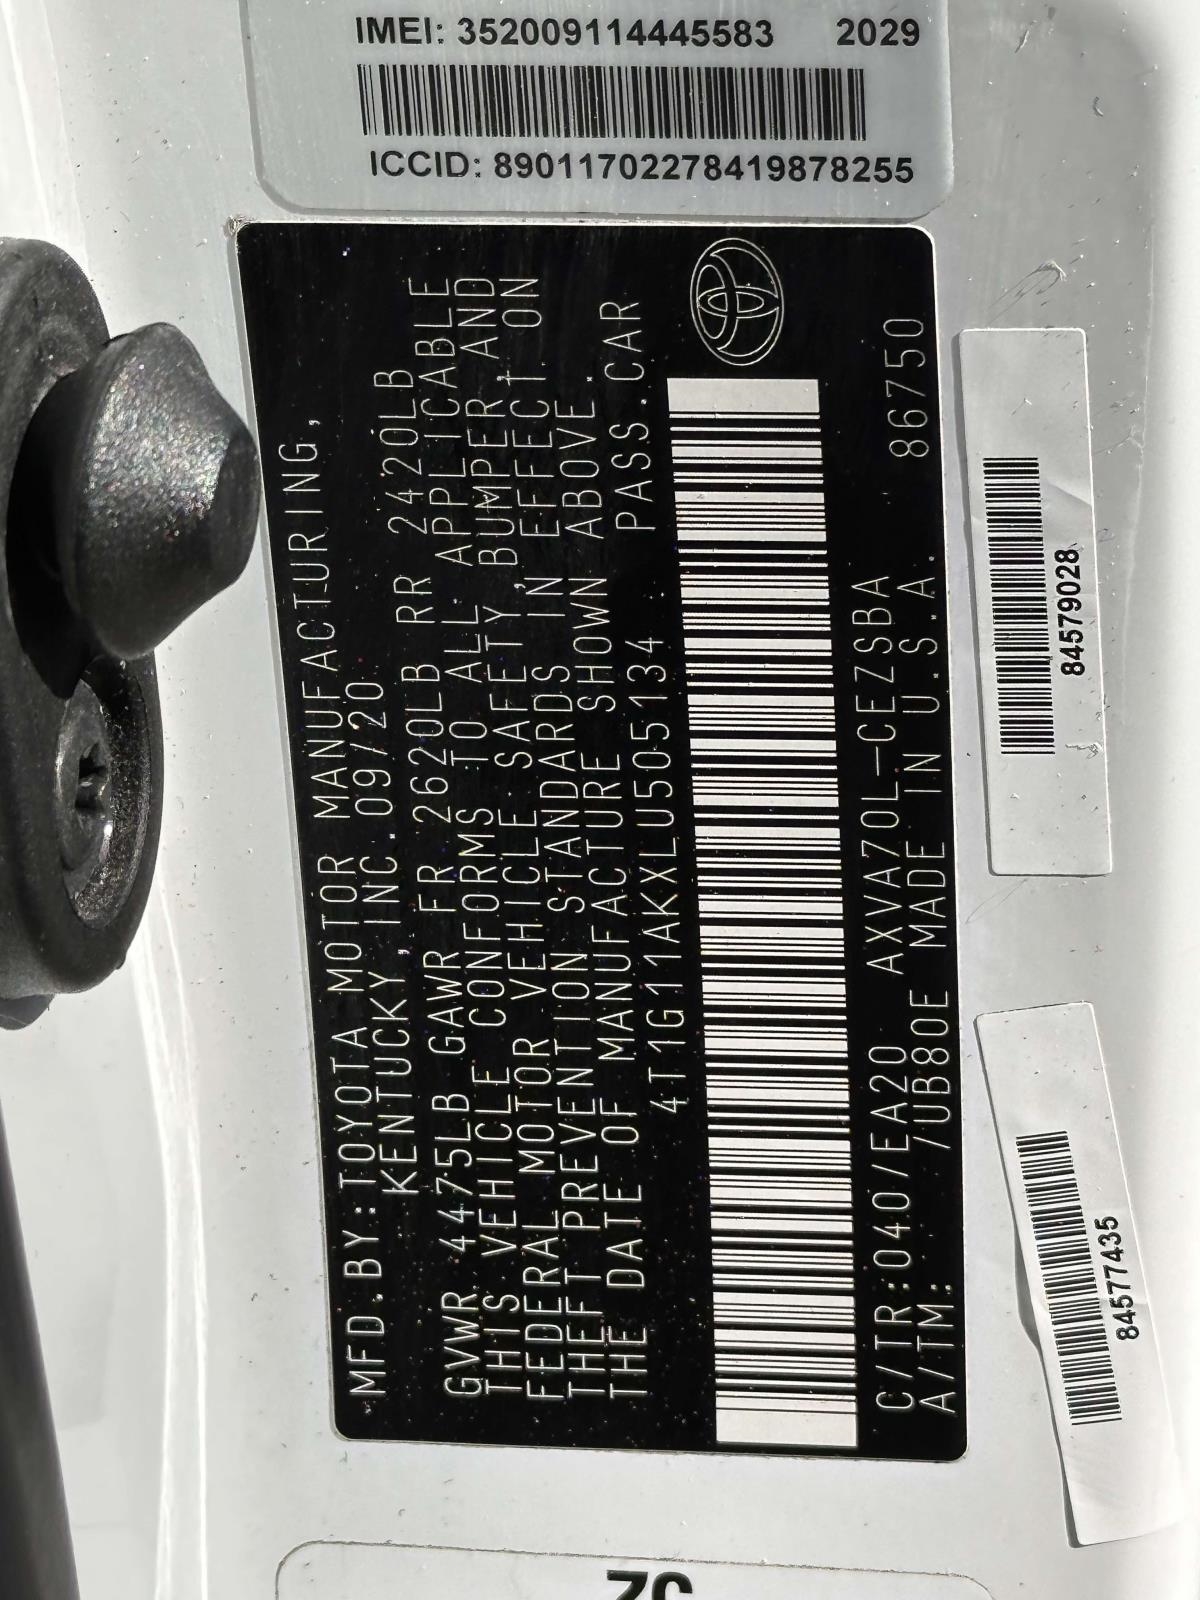 IMEI: 352009114445583 2029
ICCID: 89011702278419878255
MFD.BY:TOYOTA MOTOR MANUFACTURING,
KENTUCKY,INC.09/20
GVWR 4475LB GAWR FR 2620LB RR 2420LB
THIS VEHICLE CONFORMS TO ALL APPLICABLE
FEDERAL MOTOR VEHICLE SAFETY,BUMPER,AND
THEFT PREVENTION STANDARDS IN EFFECT ON
THE DATE OF MANUFACTURE SHOWN ABOVE.
4T1G11AKXLU505134 PASS.CAR
C/TR:040/EA20 AXVA70L-CEZSBA 86750
A/TM: /UB80E MADE IN U.S.A.
84579028
84577435